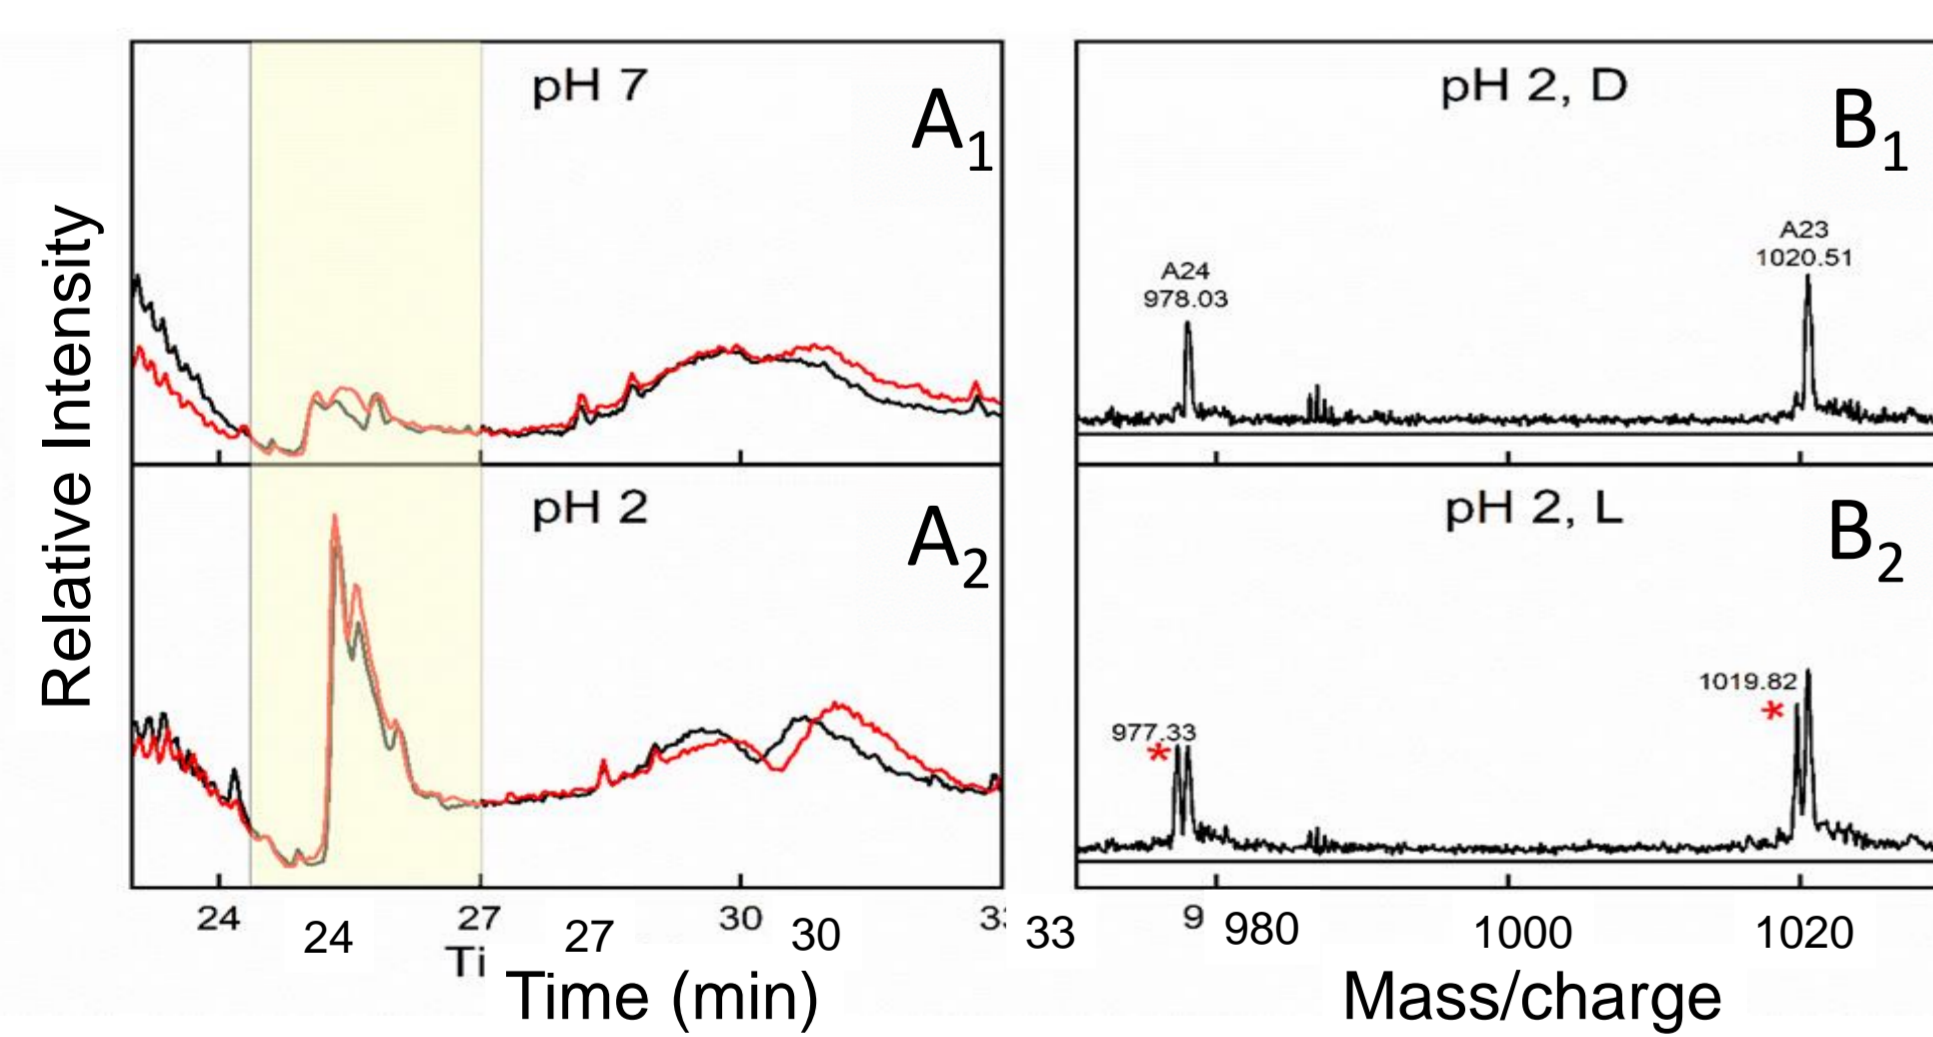 Relative Intensity
pH 7
A1
pH 2
A2
pH 2, D
B1
A24
978.03
A23
1020.51
pH 2, L
B2
977.33
*
1019.82
*
24 27 30 33
24 27 30 33
9 980 1000 1020
Ti
Time (min)
Mass/charge